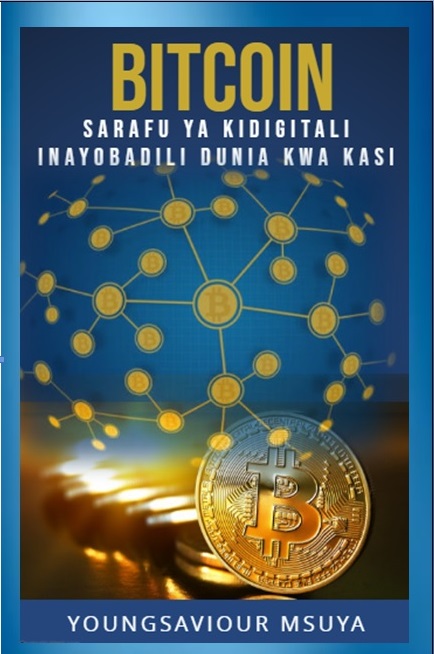 BITCOIN
SARAFU YA KIDIGITALI
INAYOBADILI DUNIA KWA KASI
YOUNGSAVIOUR MSUYA